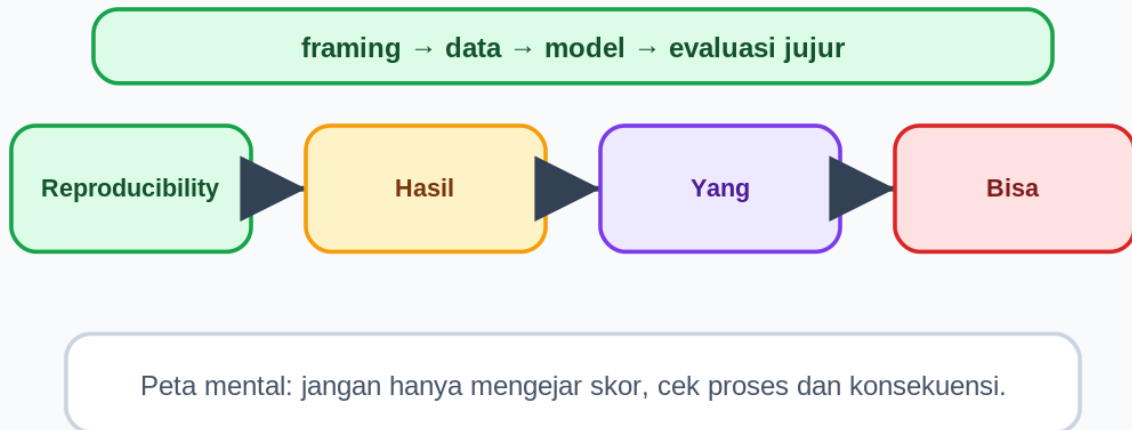 framing → data → model → evaluasi jujur
Reproducibility
Hasil
Yang
Bisa
Peta mental: jangan hanya mengejar skor, cek proses dan konsekuensi.